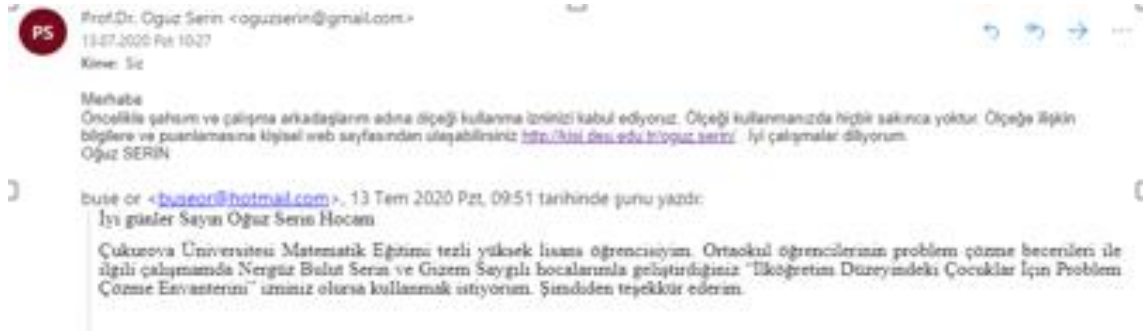 PS
Prof.Dr. Oguz Serin <oguzserin@gmail.com>
13.07.2020 Pzt 10:27
Kime: Siz
Merhaba
Öncelikle şahsım ve çalışma arkadaşlarım adına ölçeği kullanma izninizi kabul ediyoruz. Ölçeği kullanmanızda hiçbir sakınca yoktur. Ölçeğe ilişkin
bilgilere ve puanlamasına kişisel web sayfasından ulaşabilirsiniz http://kisi.deu.edu.tr/oguz.serin/ . İyi çalışmalar diliyorum.
Oğuz SERİN
buse or <buseor@hotmail.com>, 13 Tem 2020 Pzt, 09:51 tarihinde şunu yazdı:
İyi günler Sayın Oğuz Serin Hocam
Çukurova Üniversitesi Matematik Eğitimi tezli yüksek lisans öğrencisiyim. Ortaokul öğrencilerinin problem çözme becerileri ile
ilgili çalışmamda Nergüz Bulut Serin ve Gizem Saygılı hocalarımla geliştirdiğiniz "İlköğretim Düzeyindeki Çocuklar İçin Problem
Çözme Envanterini" izniniz olursa kullanmak istiyorum. Şimdiden teşekkür ederim.